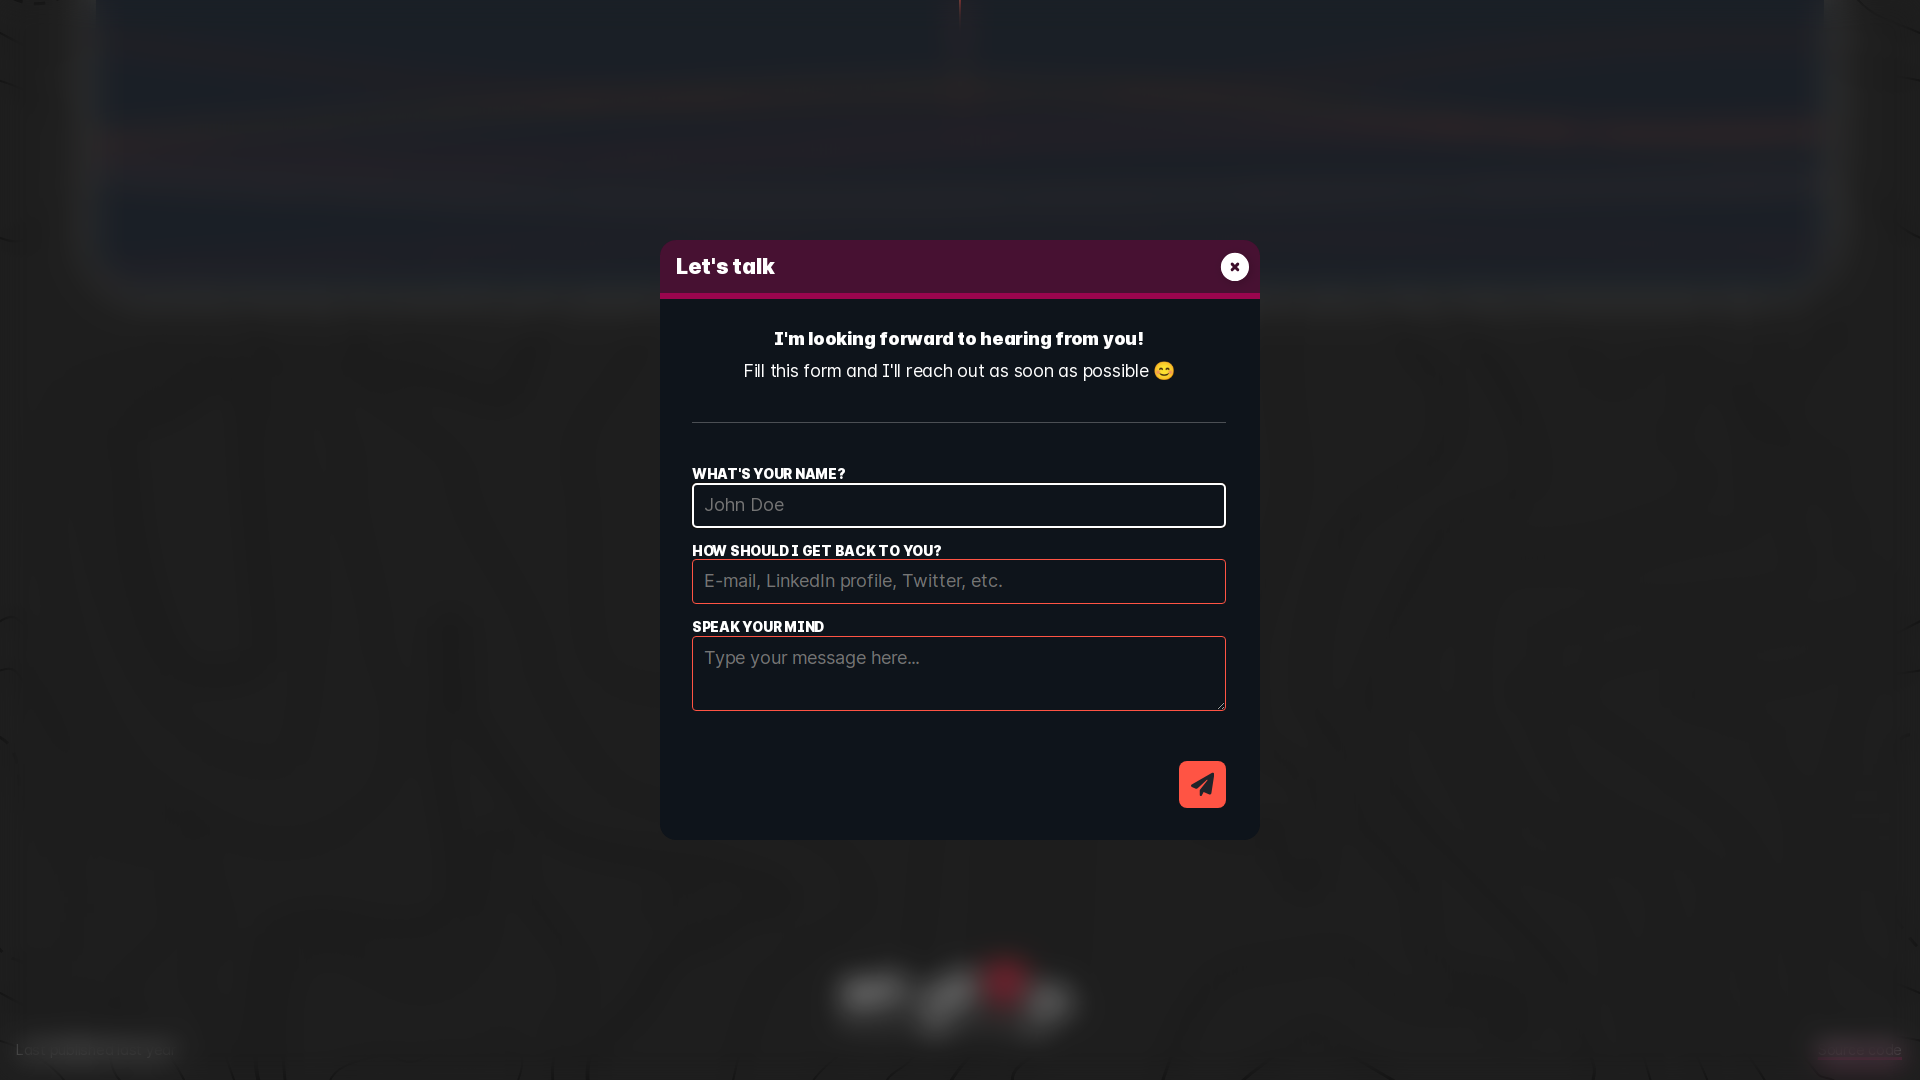 Let's talk
I'm looking forward to hearing from you!
Fill this form and I'll reach out as soon as possible 😊
WHAT'S YOUR NAME?
John Doe
HOW SHOULD I GET BACK TO YOU?
E-mail, LinkedIn profile, Twitter, etc.
SPEAK YOUR MIND
Type your message here...